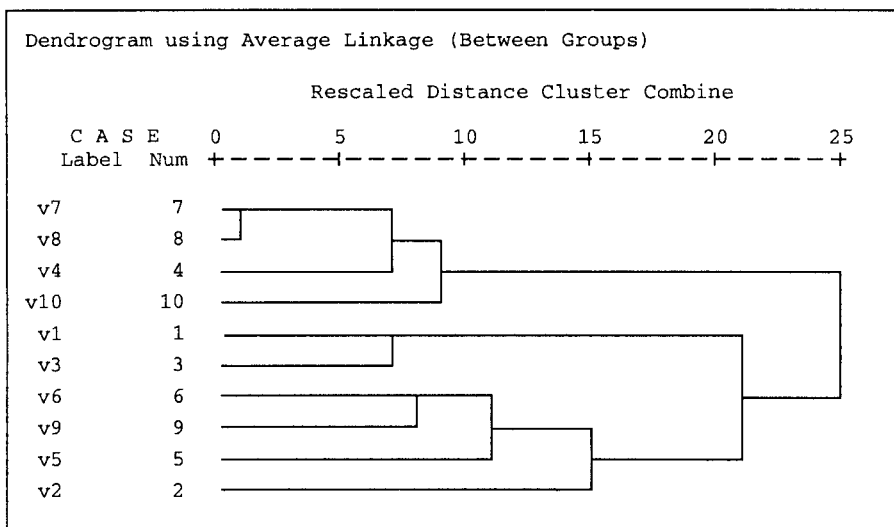 Dendrogram using Average Linkage (Between Groups)
Rescaled Distance Cluster Combine
C A S E 0 5 10 15 20 25
Label Num
v7 7
v8 8
v4 4
v10 10
v1 1
v3 3
v6 6
v9 9
v5 5
v2 2